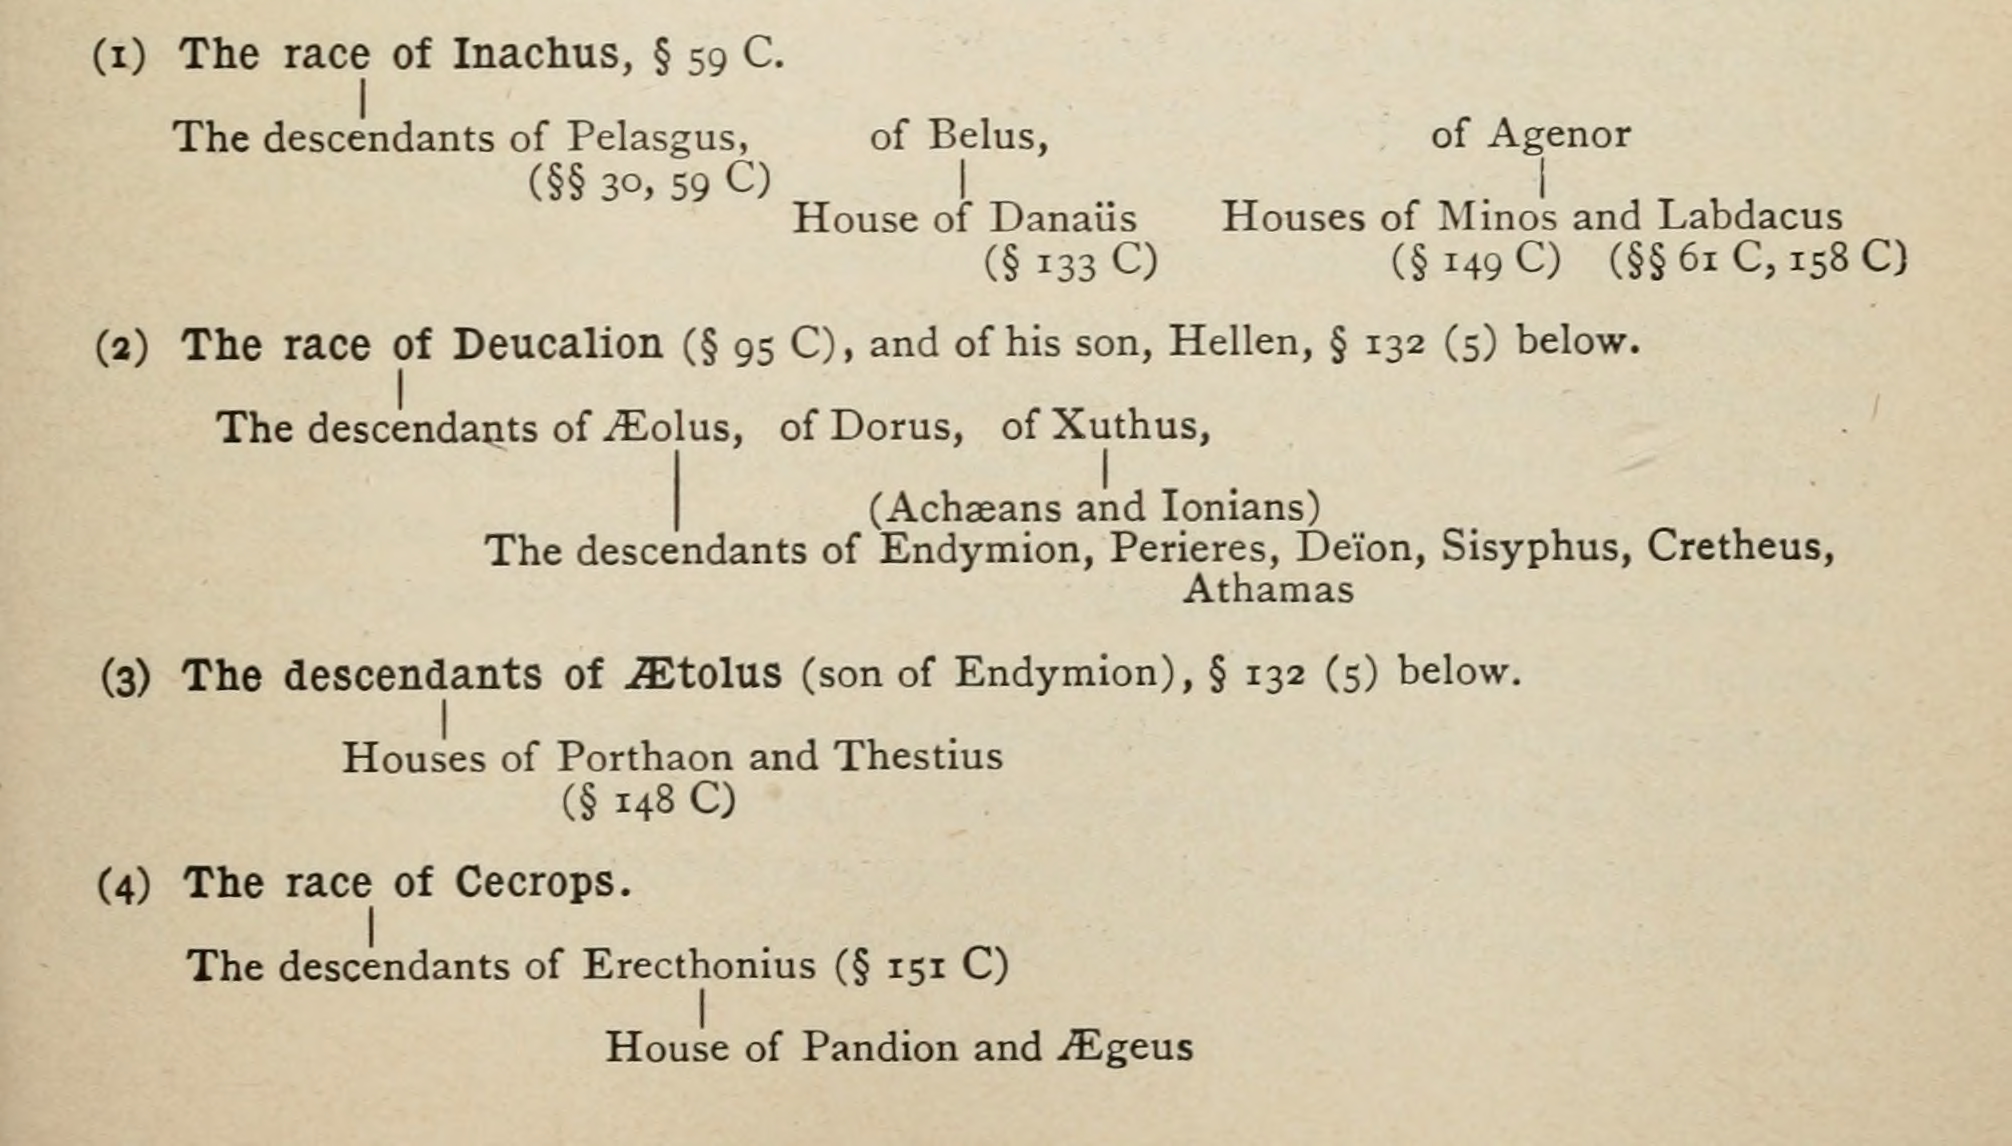 (1) The race of Inachus, § 59 C.
The descendants of Pelasgus, of Belus, of Agenor
(§§ 30, 59 C)
House of Danaüs Houses of Minos and Labdacus
(§ 133 C) (§ 149 C) (§§ 61 C, 158 C)
(2) The race of Deucalion (§ 95 C), and of his son, Hellen, § 132 (5) below.
The descendants of Æolus, of Dorus, of Xuthus,
(Achæans and Ionians)
The descendants of Endymion, Perieres, Deïon, Sisyphus, Cretheus,
Athamas
(3) The descendants of Ætolus (son of Endymion), § 132 (5) below.
Houses of Porthaon and Thestius
(§ 148 C)
(4) The race of Cecrops.
The descendants of Erecthonius (§ 151 C)
House of Pandion and Ægeus